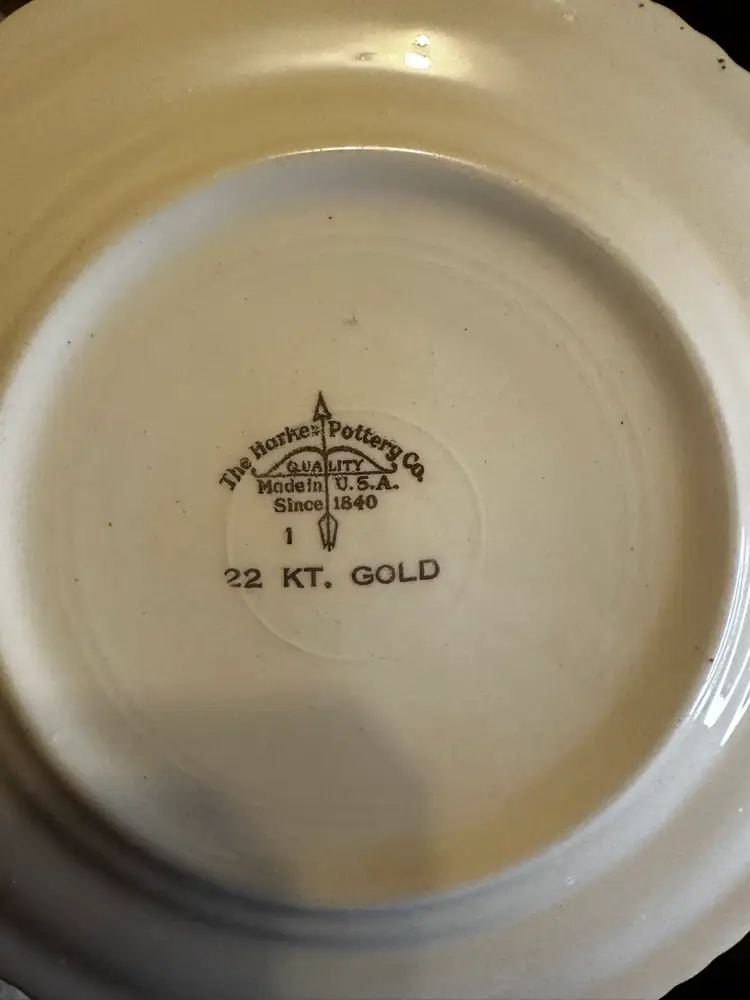 The Harker Pottery Co.
QUALITY
Made in U.S.A.
Since 1840
1
22 KT. GOLD